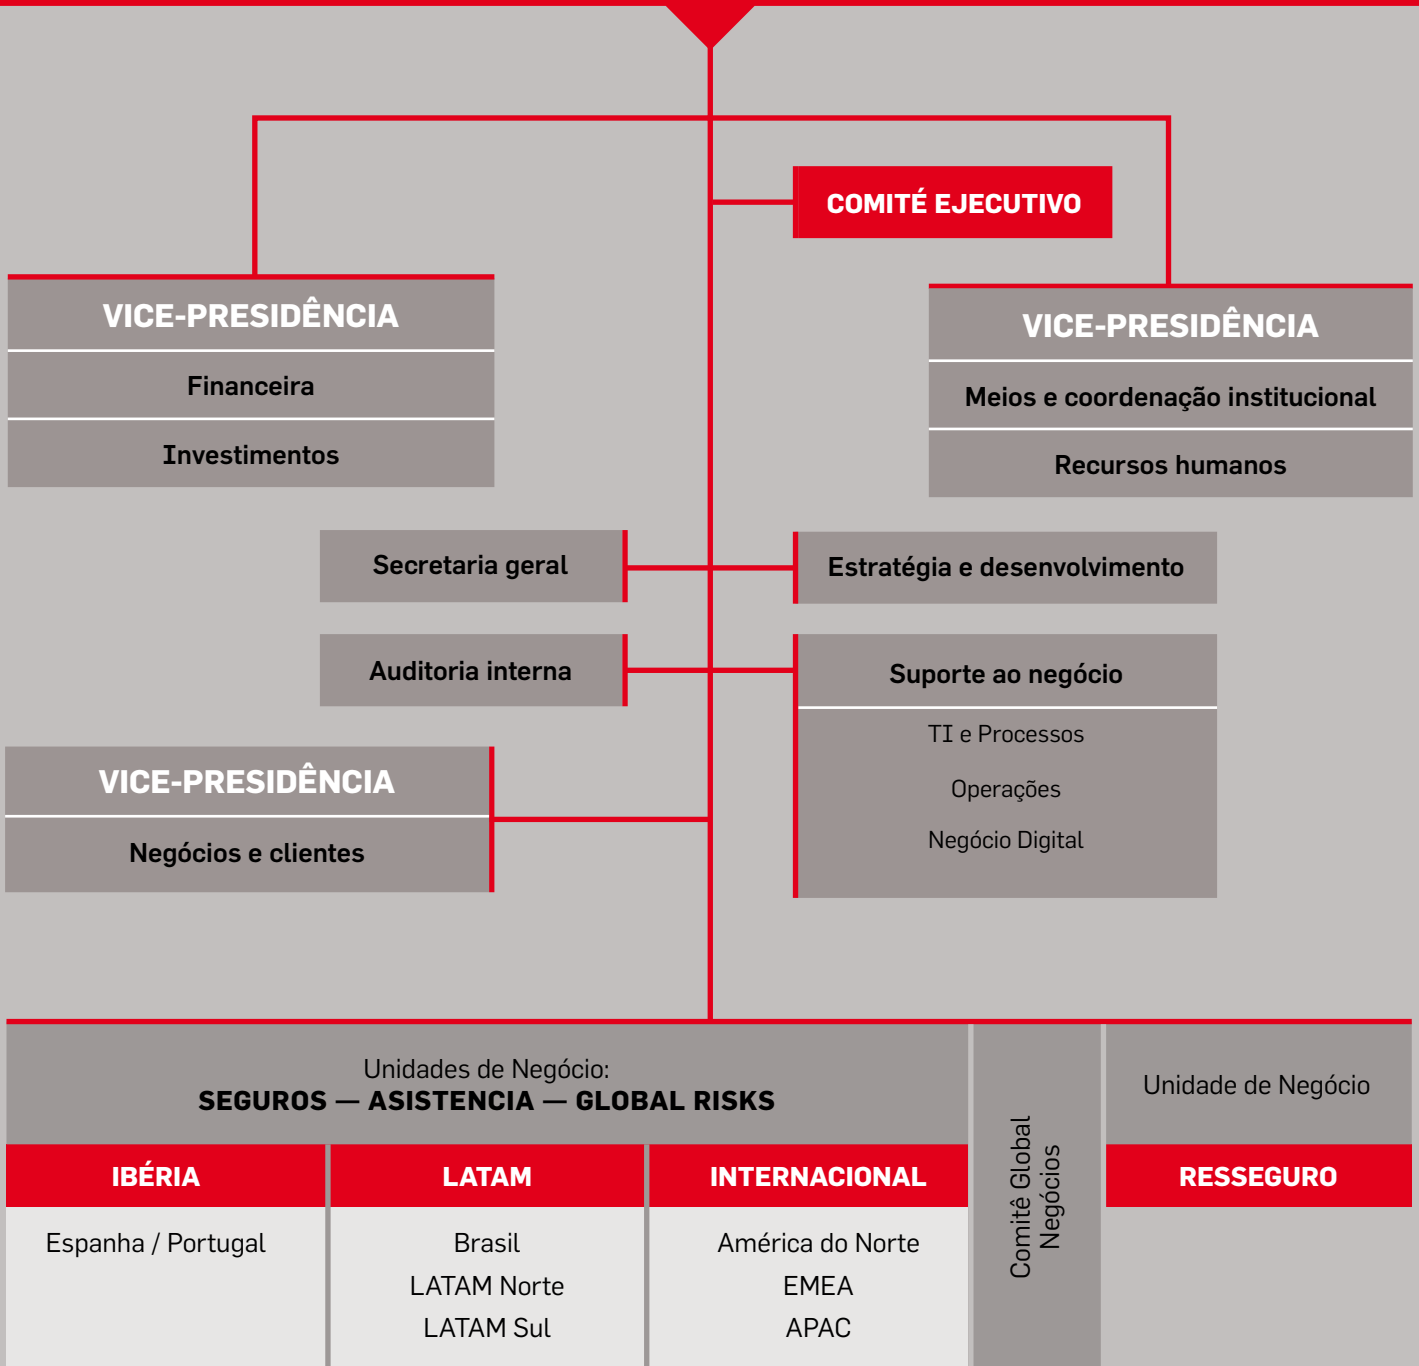 COMITÉ EJECUTIVO
VICE-PRESIDÊNCIA
Financeira
Investimentos
VICE-PRESIDÊNCIA
Meios e coordenação institucional
Recursos humanos
Secretaria geral
Estratégia e desenvolvimento
Auditoria interna
Suporte ao negócio
TI e Processos
Operações
Negócio Digital
VICE-PRESIDÊNCIA
Negócios e clientes
Unidades de Negócio:
SEGUROS — ASISTENCIA — GLOBAL RISKS
IBÉRIA
Espanha / Portugal
LATAM
Brasil
LATAM Norte
LATAM Sul
INTERNACIONAL
América do Norte
EMEA
APAC
Comitê Global
Negócios
Unidade de Negócio
RESSEGURO